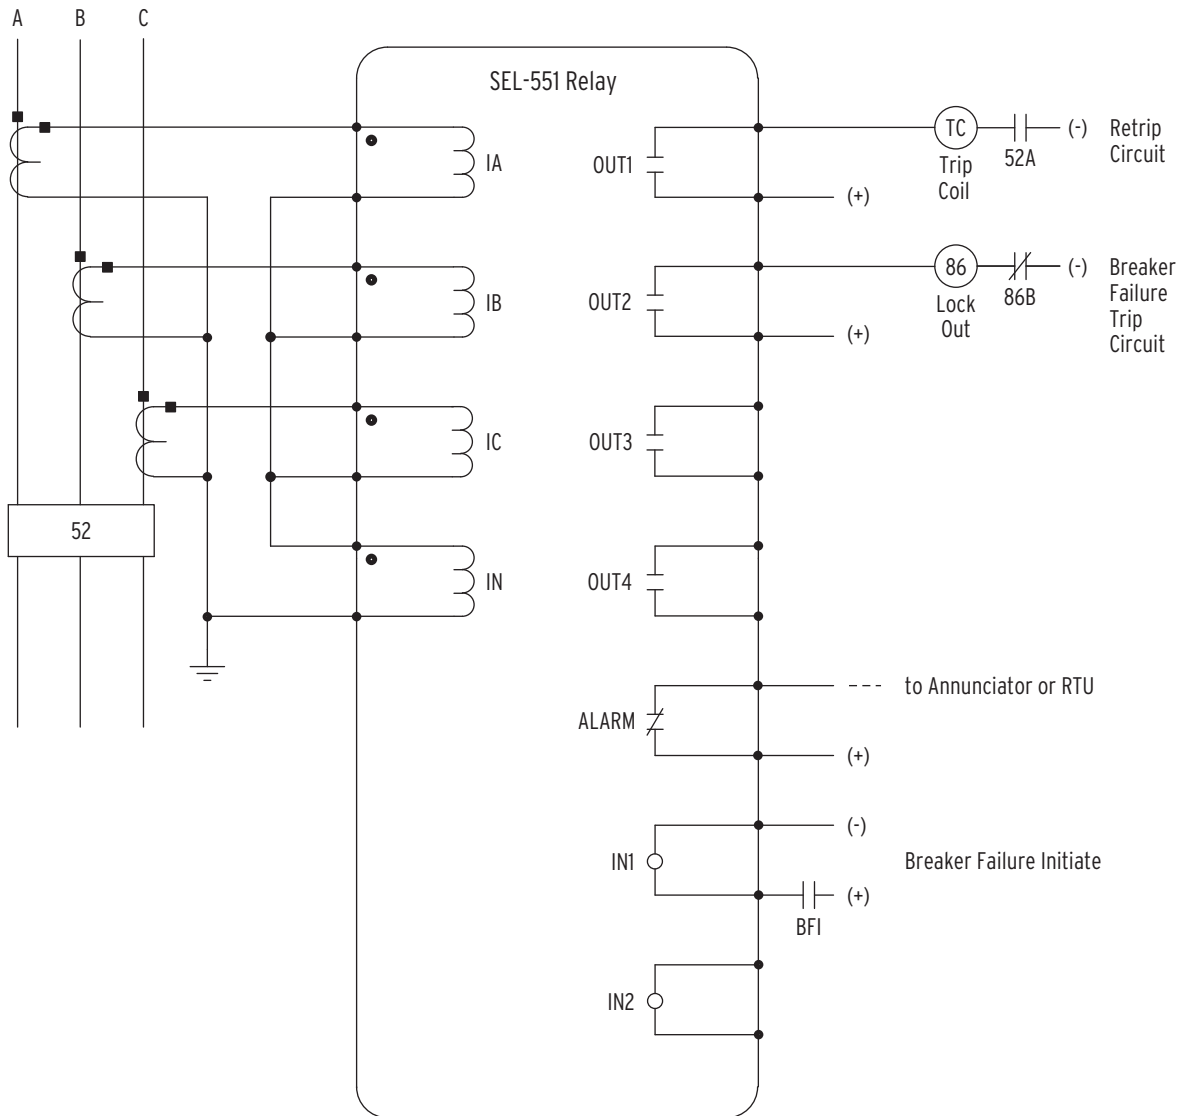 A B C
SEL-551 Relay
IA
OUT1
TC
Trip
Coil
52A
(-)
Retrip
Circuit
(+)
IB
OUT2
86
Lock
Out
86B
(-)
Breaker
Failure
Trip
Circuit
(+)
IC
OUT3
52
IN
OUT4
ALARM
to Annunciator or RTU
(+)
IN1
(-)
Breaker Failure Initiate
BFI
(+)
IN2